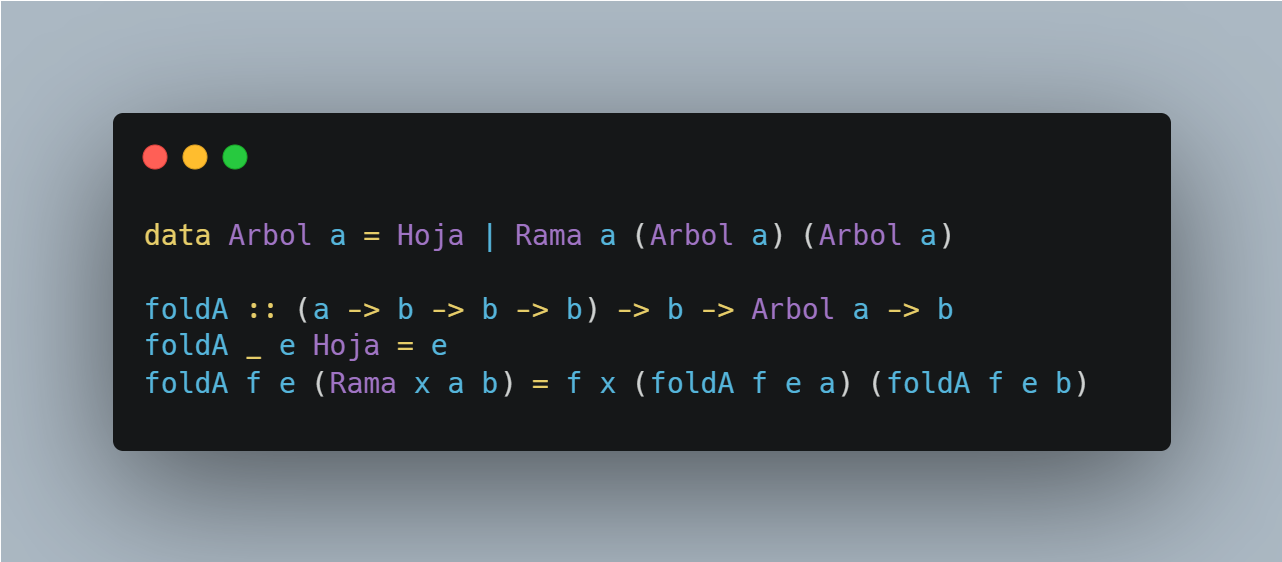 data Arbol a = Hoja | Rama a (Arbol a) (Arbol a)
foldA :: (a -> b -> b -> b) -> b -> Arbol a -> b
foldA _ e Hoja = e
foldA f e (Rama x a b) = f x (foldA f e a) (foldA f e b)